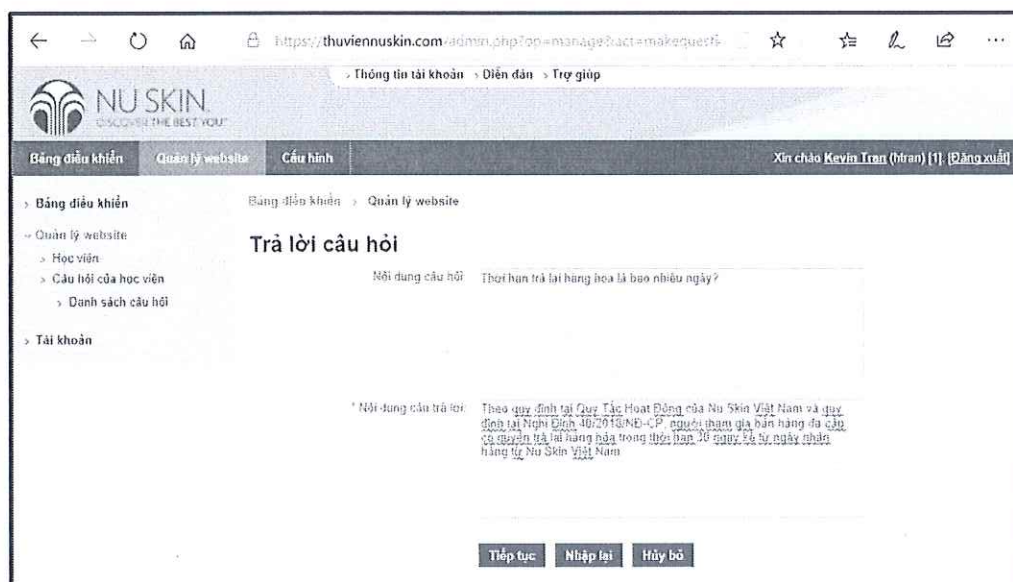 https://thuviennuskin.com/admin.php?op=manage&act=makequesti
› Thông tin tài khoản › Diễn đàn › Trợ giúp
NU SKIN
DISCOVER THE BEST YOU
Bảng điều khiển Quản lý website Cấu hình Xin chào Kevin Tran (htran) [1]. [Đăng xuất]
› Bảng điều khiển
Bảng điều khiển › Quản lý website
Quản lý website
› Học viên
› Câu hỏi của học viên
› Danh sách câu hỏi
› Tài khoản
Trả lời câu hỏi
Nội dung câu hỏi Thời hạn trả lại hàng hoá là bao nhiêu ngày?
* Nội dung câu trả lời: Theo quy định tại Quy Tắc Hoạt Động của Nu Skin Việt Nam và quy
định tại Nghị Định 40/2018/NĐ-CP, người tham gia bán hàng đa cấp
có quyền trả lại hàng hóa trong thời hạn 30 ngày kể từ ngày nhận
hàng từ Nu Skin Việt Nam
Tiếp tục Nhập lại Hủy bỏ